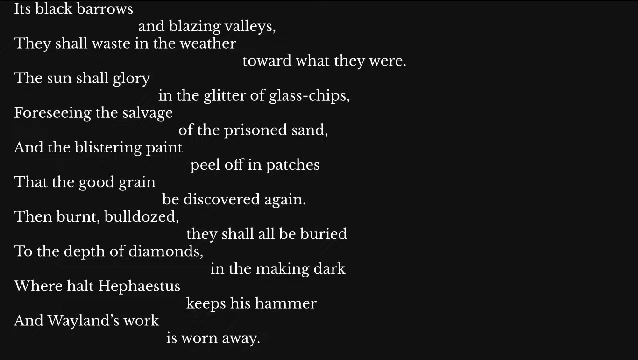 Its black barrows
and blazing valleys,
They shall waste in the weather
toward what they were.
The sun shall glory
in the glitter of glass-chips,
Foreseeing the salvage
of the prisoned sand,
And the blistering paint
peel off in patches
That the good grain
be discovered again.
Then burnt, bulldozed,
they shall all be buried
To the depth of diamonds,
in the making dark
Where halt Hephaestus
keeps his hammer
And Wayland’s work
is worn away.